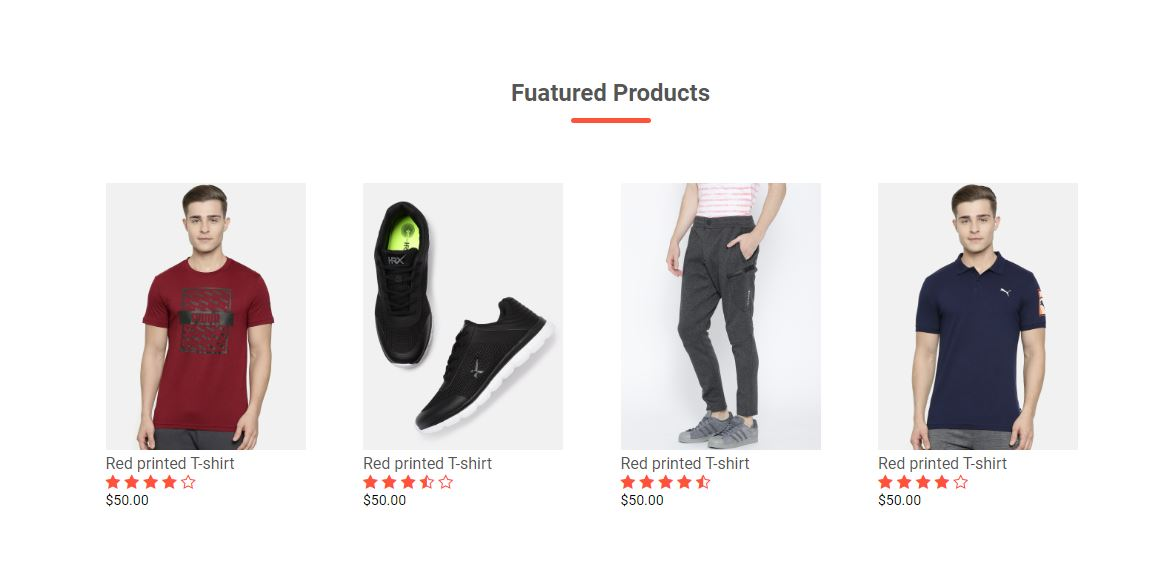 Fuatured Products
HRX
Red printed T-shirt
$50.00
Red printed T-shirt
$50.00
Red printed T-shirt
$50.00
Red printed T-shirt
$50.00